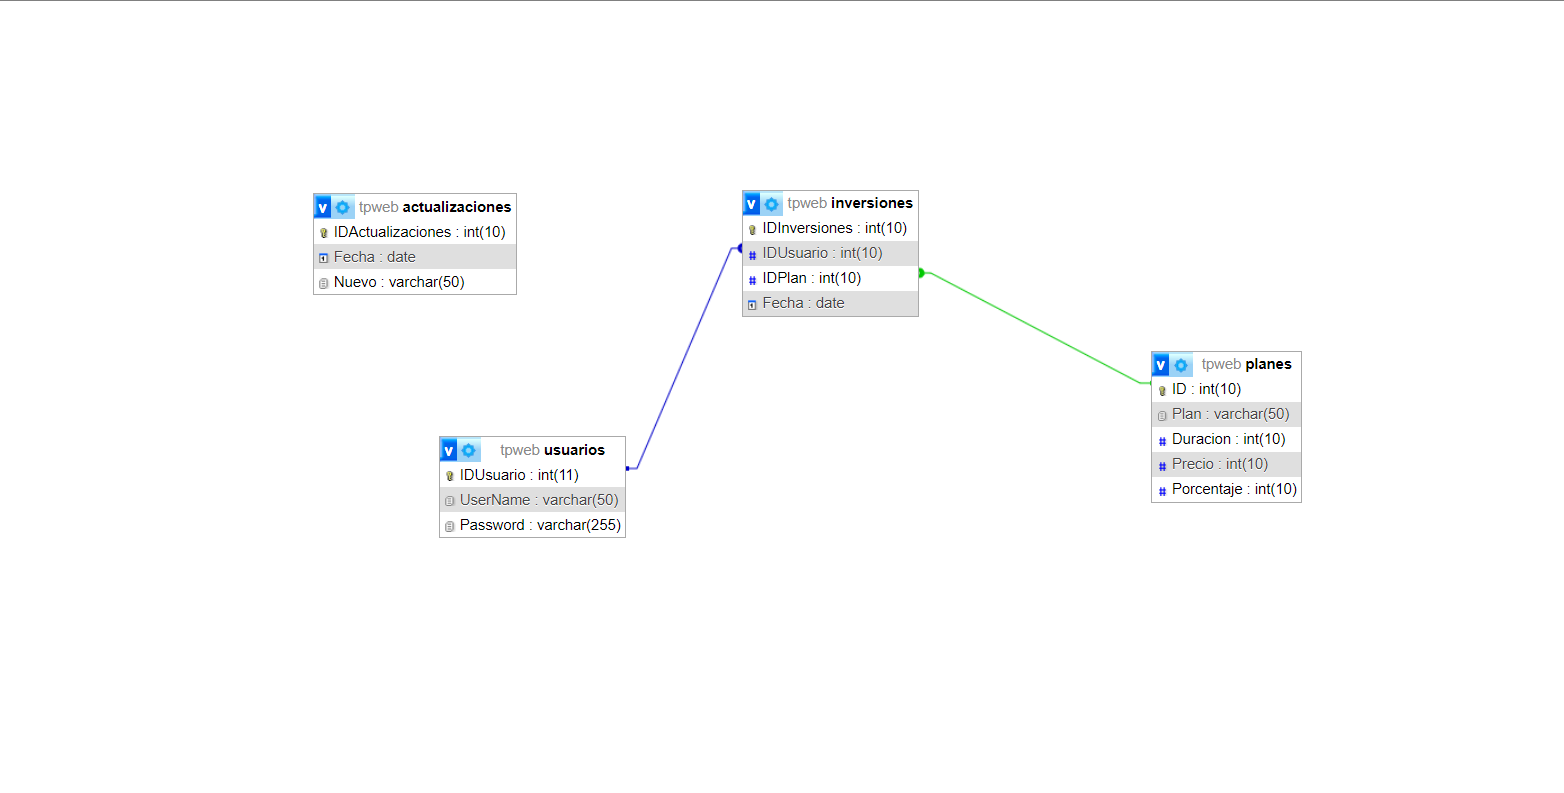 v tpweb actualizaciones
IDActualizaciones : int(10)
Fecha : date
Nuevo : varchar(50)
v tpweb inversiones
IDInversiones : int(10)
# IDUsuario : int(10)
# IDPlan : int(10)
Fecha : date
v tpweb usuarios
IDUsuario : int(11)
UserName : varchar(50)
Password : varchar(255)
v tpweb planes
ID : int(10)
Plan : varchar(50)
# Duracion : int(10)
# Precio : int(10)
# Porcentaje : int(10)